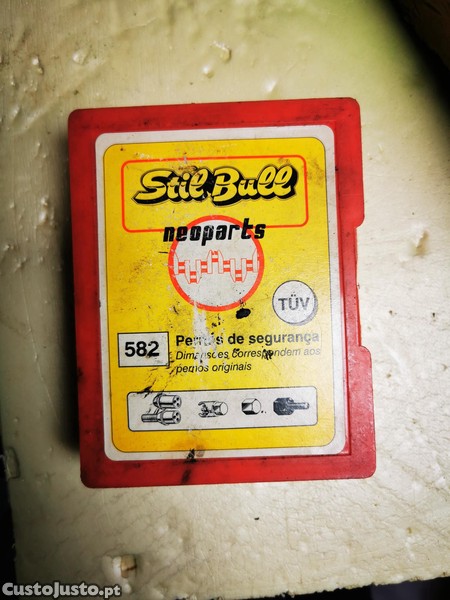 Stil Bull
neoparts
TÜV
582
Pernos de segurança
Dimensões correspondem aos
pernos originais
CustoJusto.pt